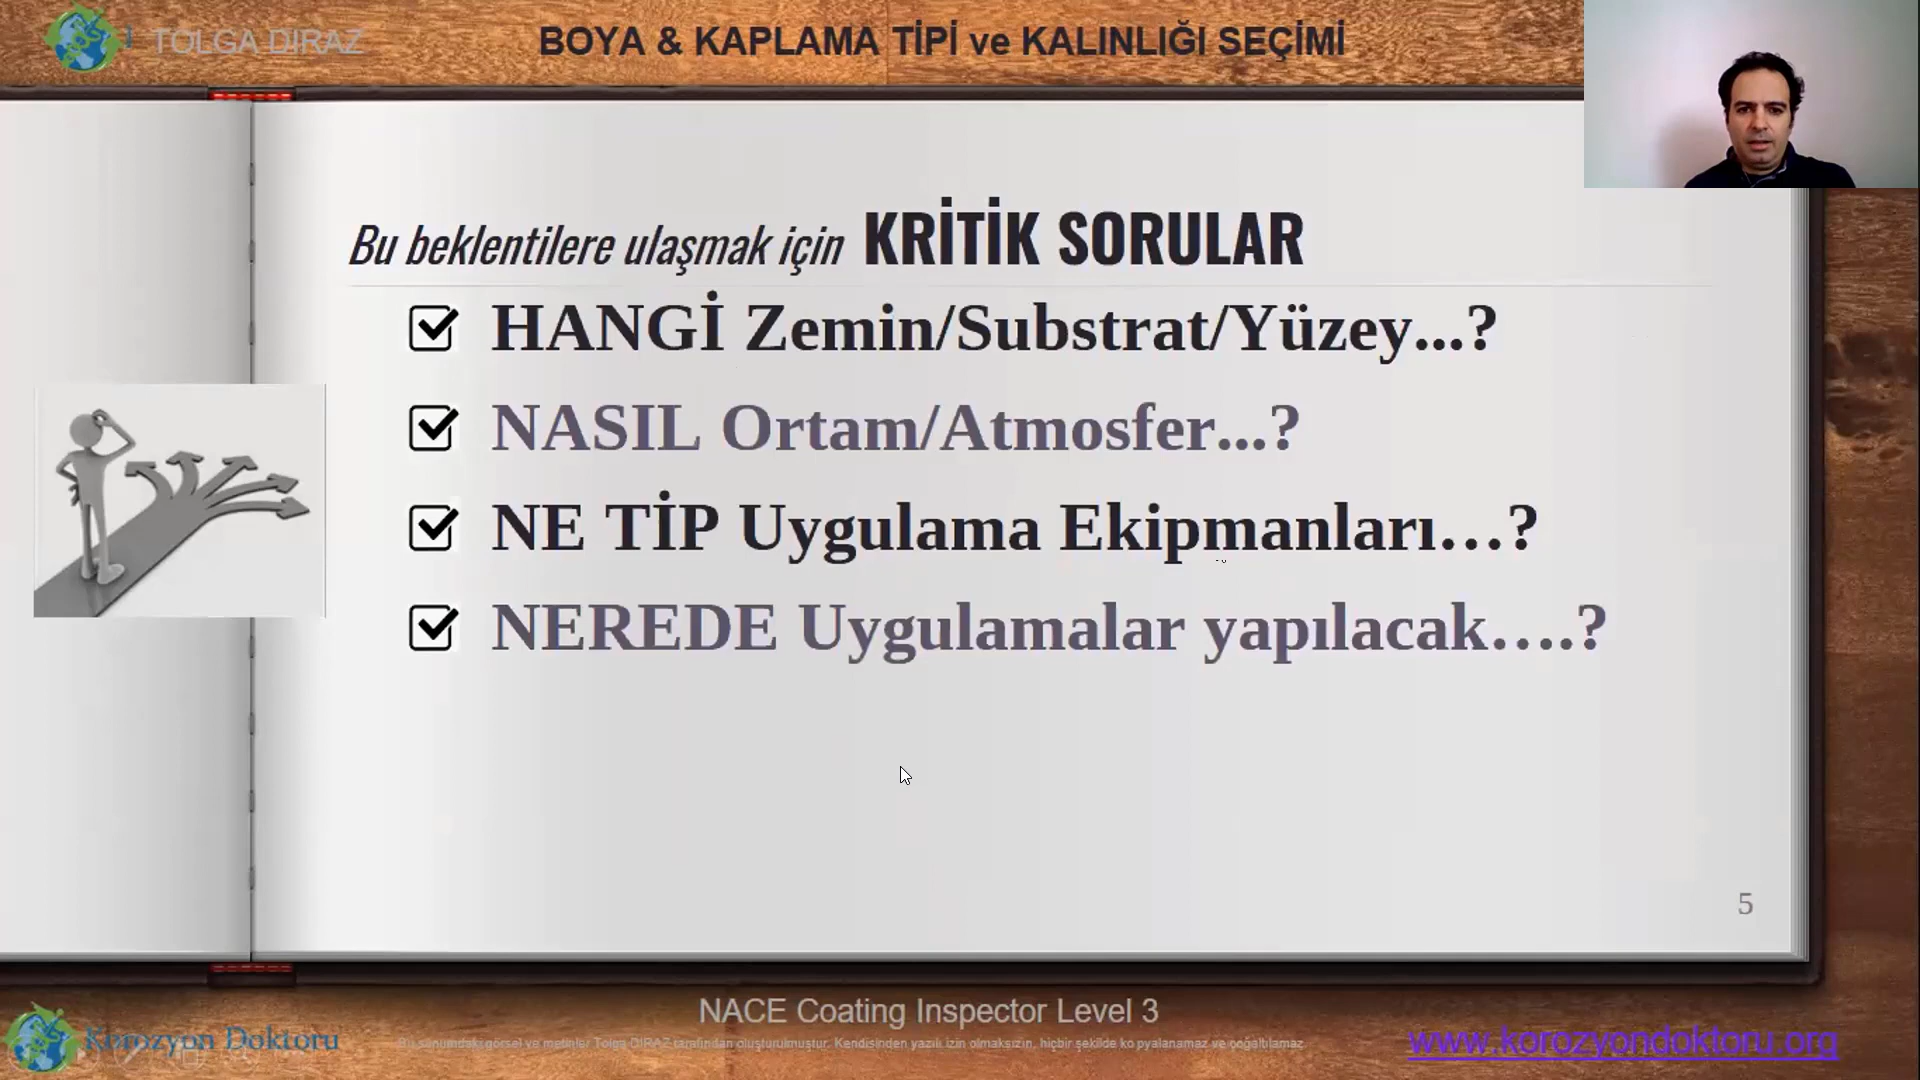 TOLGA DIRAZ
BOYA & KAPLAMA TİPİ ve KALINLIĞI SEÇİMİ
Bu beklentilere ulaşmak için KRİTİK SORULAR
HANGİ Zemin/Substrat/Yüzey...?
NASIL Ortam/Atmosfer...?
NE TİP Uygulama Ekipmanları…?
NEREDE Uygulamalar yapılacak….?
5
NACE Coating Inspector Level 3
Korozyon Doktoru
Bu sunumdaki görsel ve metinler Tolga DIRAZ tarafından oluşturulmuştur. Kendisinden yazılı izin olmaksızın, hiçbir şekilde kopyalanamaz ve çoğaltılamaz.
www.korozyondoktoru.org